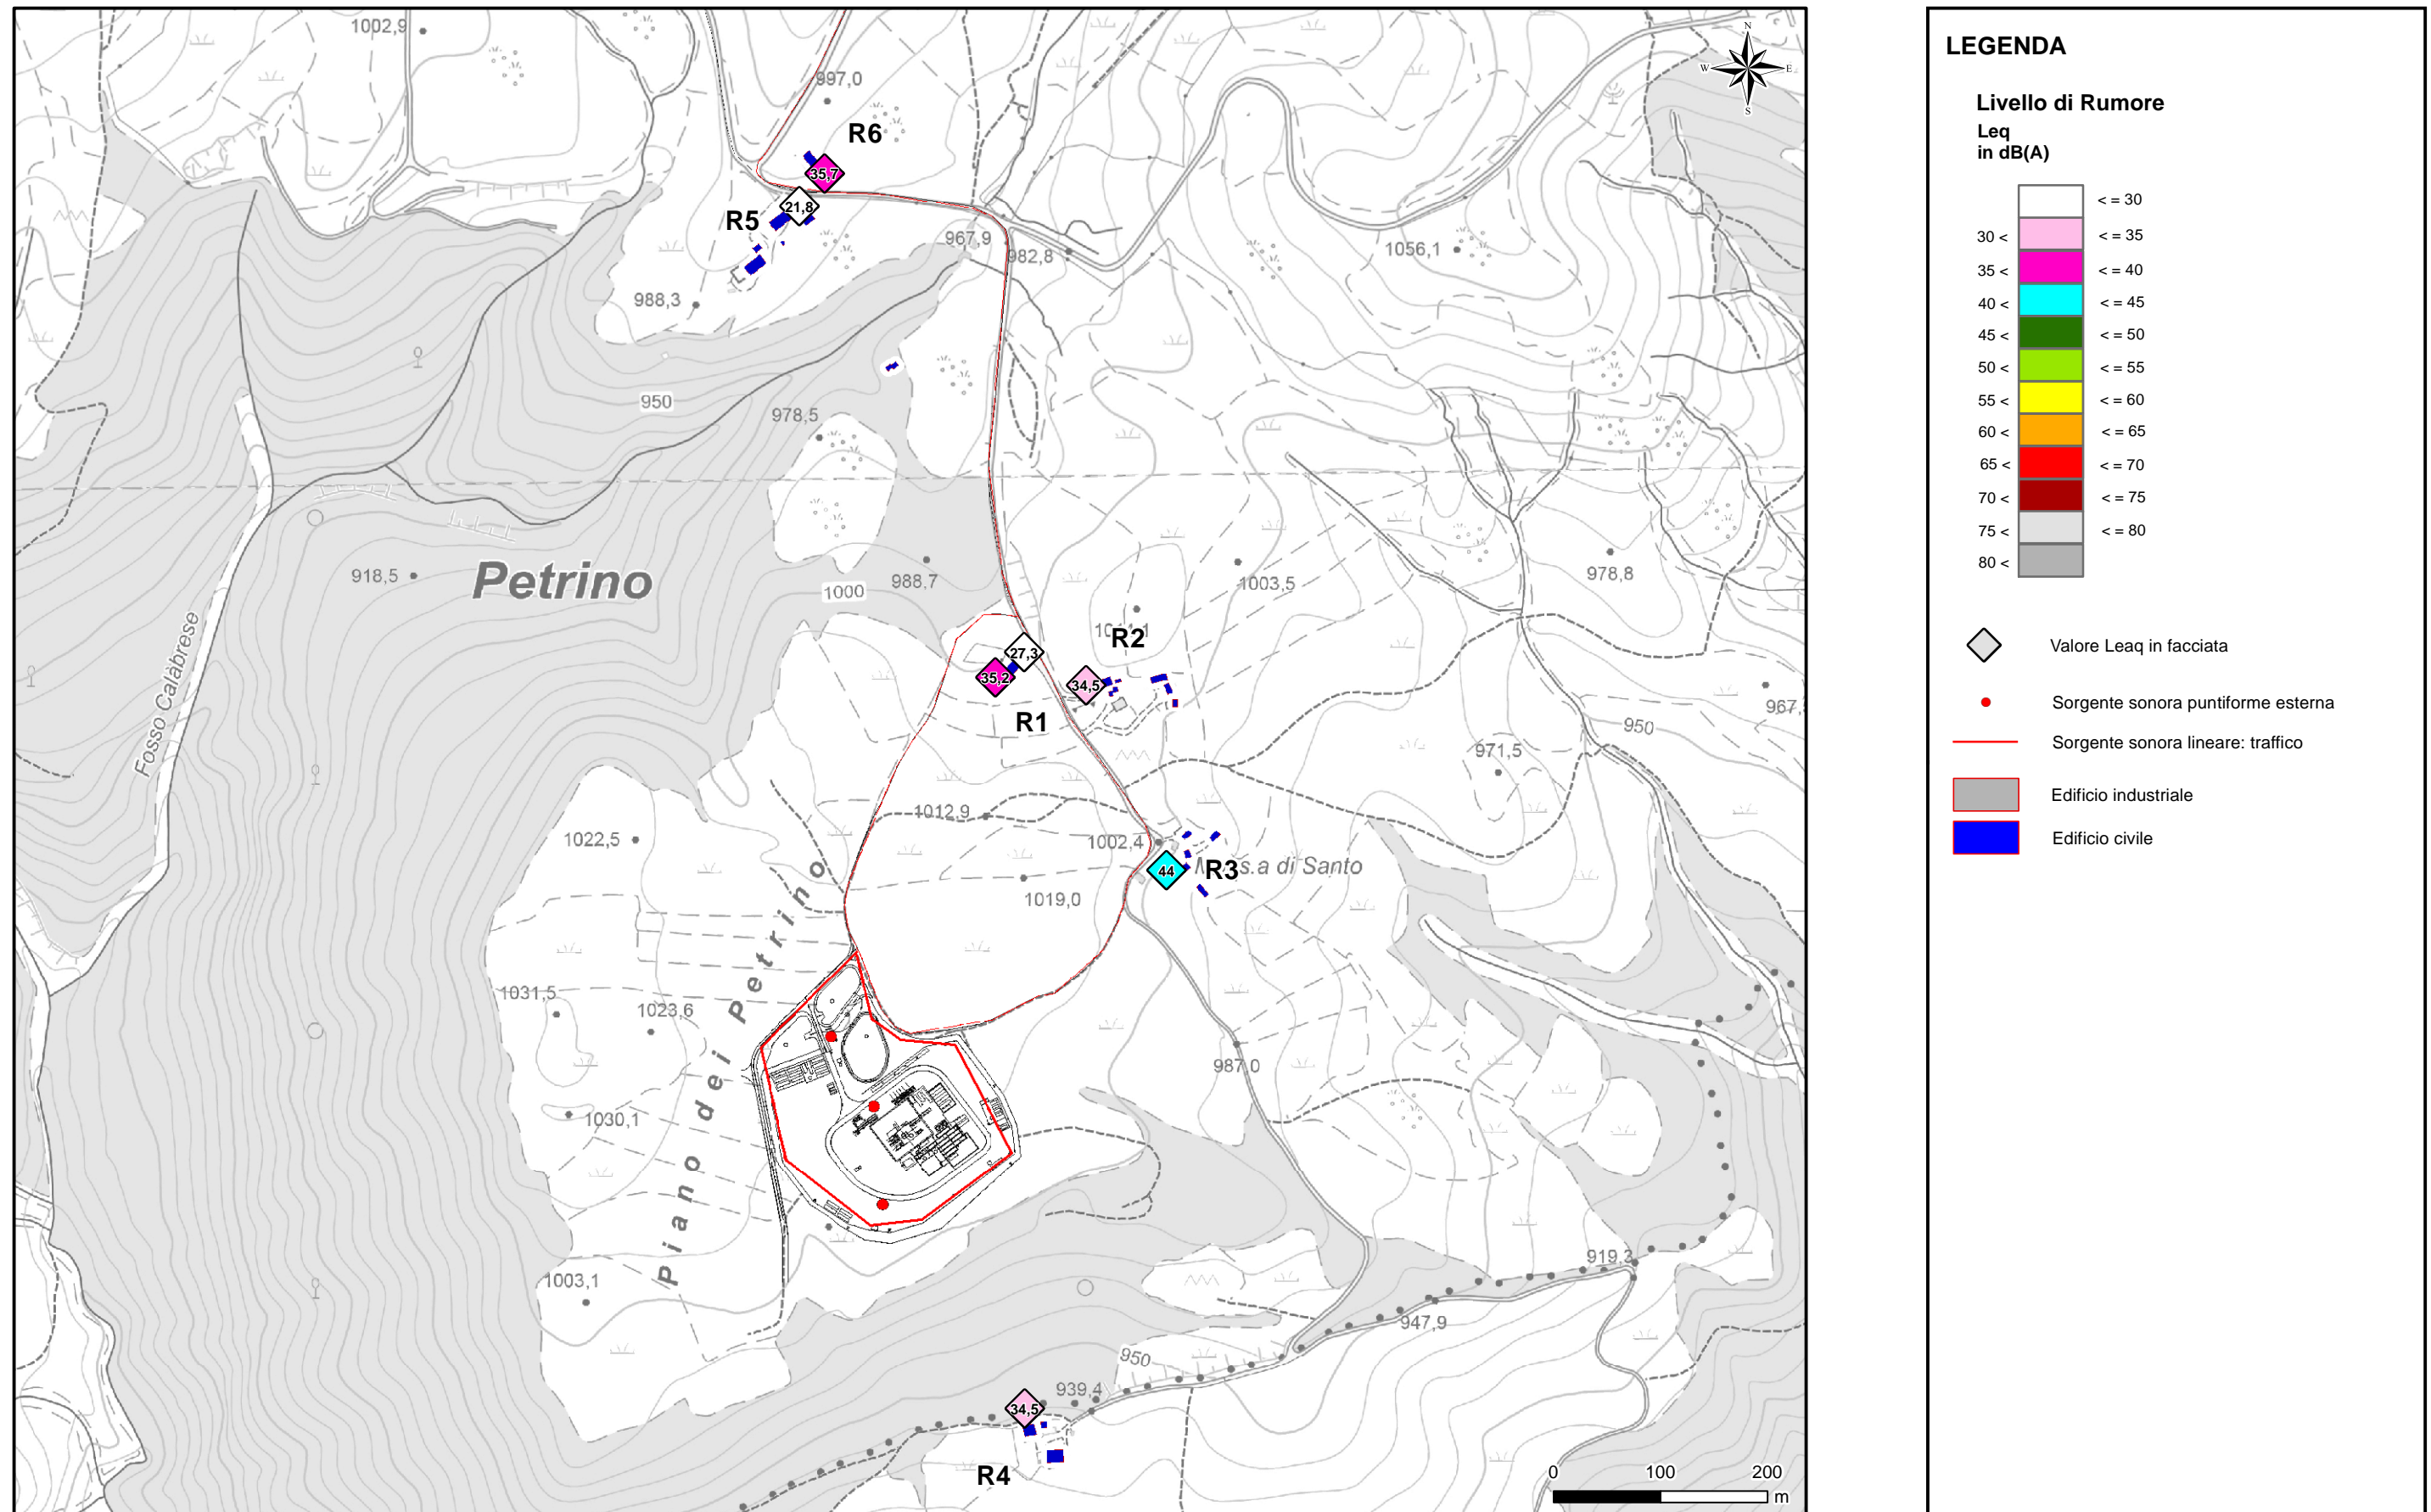 1002,9
997,0
N
W
E
S
R6
35,7
21,8
R5
967,9
982,8
1056,1
988,3
950
978,5
918,5
Petrino
988,7
1000
1003,5
978,8
Fosso Calabrese
R2
27,3
35,2
34,5
R1
967,
950
971,5
1012,9
1022,5
1002,4
44
R3
s.a di Santo
1019,0
Piano dei Petrino
1031,5
1023,6
987,0
1030,1
1003,1
919,3
947,9
950
939,4
34,5
R4
0 100 200
m
LEGENDA
Livello di Rumore
Leq
in dB(A)
< = 30
30 < < = 35
35 < < = 40
40 < < = 45
45 < < = 50
50 < < = 55
55 < < = 60
60 < < = 65
65 < < = 70
70 < < = 75
75 < < = 80
80 <
Valore Leaq in facciata
Sorgente sonora puntiforme esterna
Sorgente sonora lineare: traffico
Edificio industriale
Edificio civile